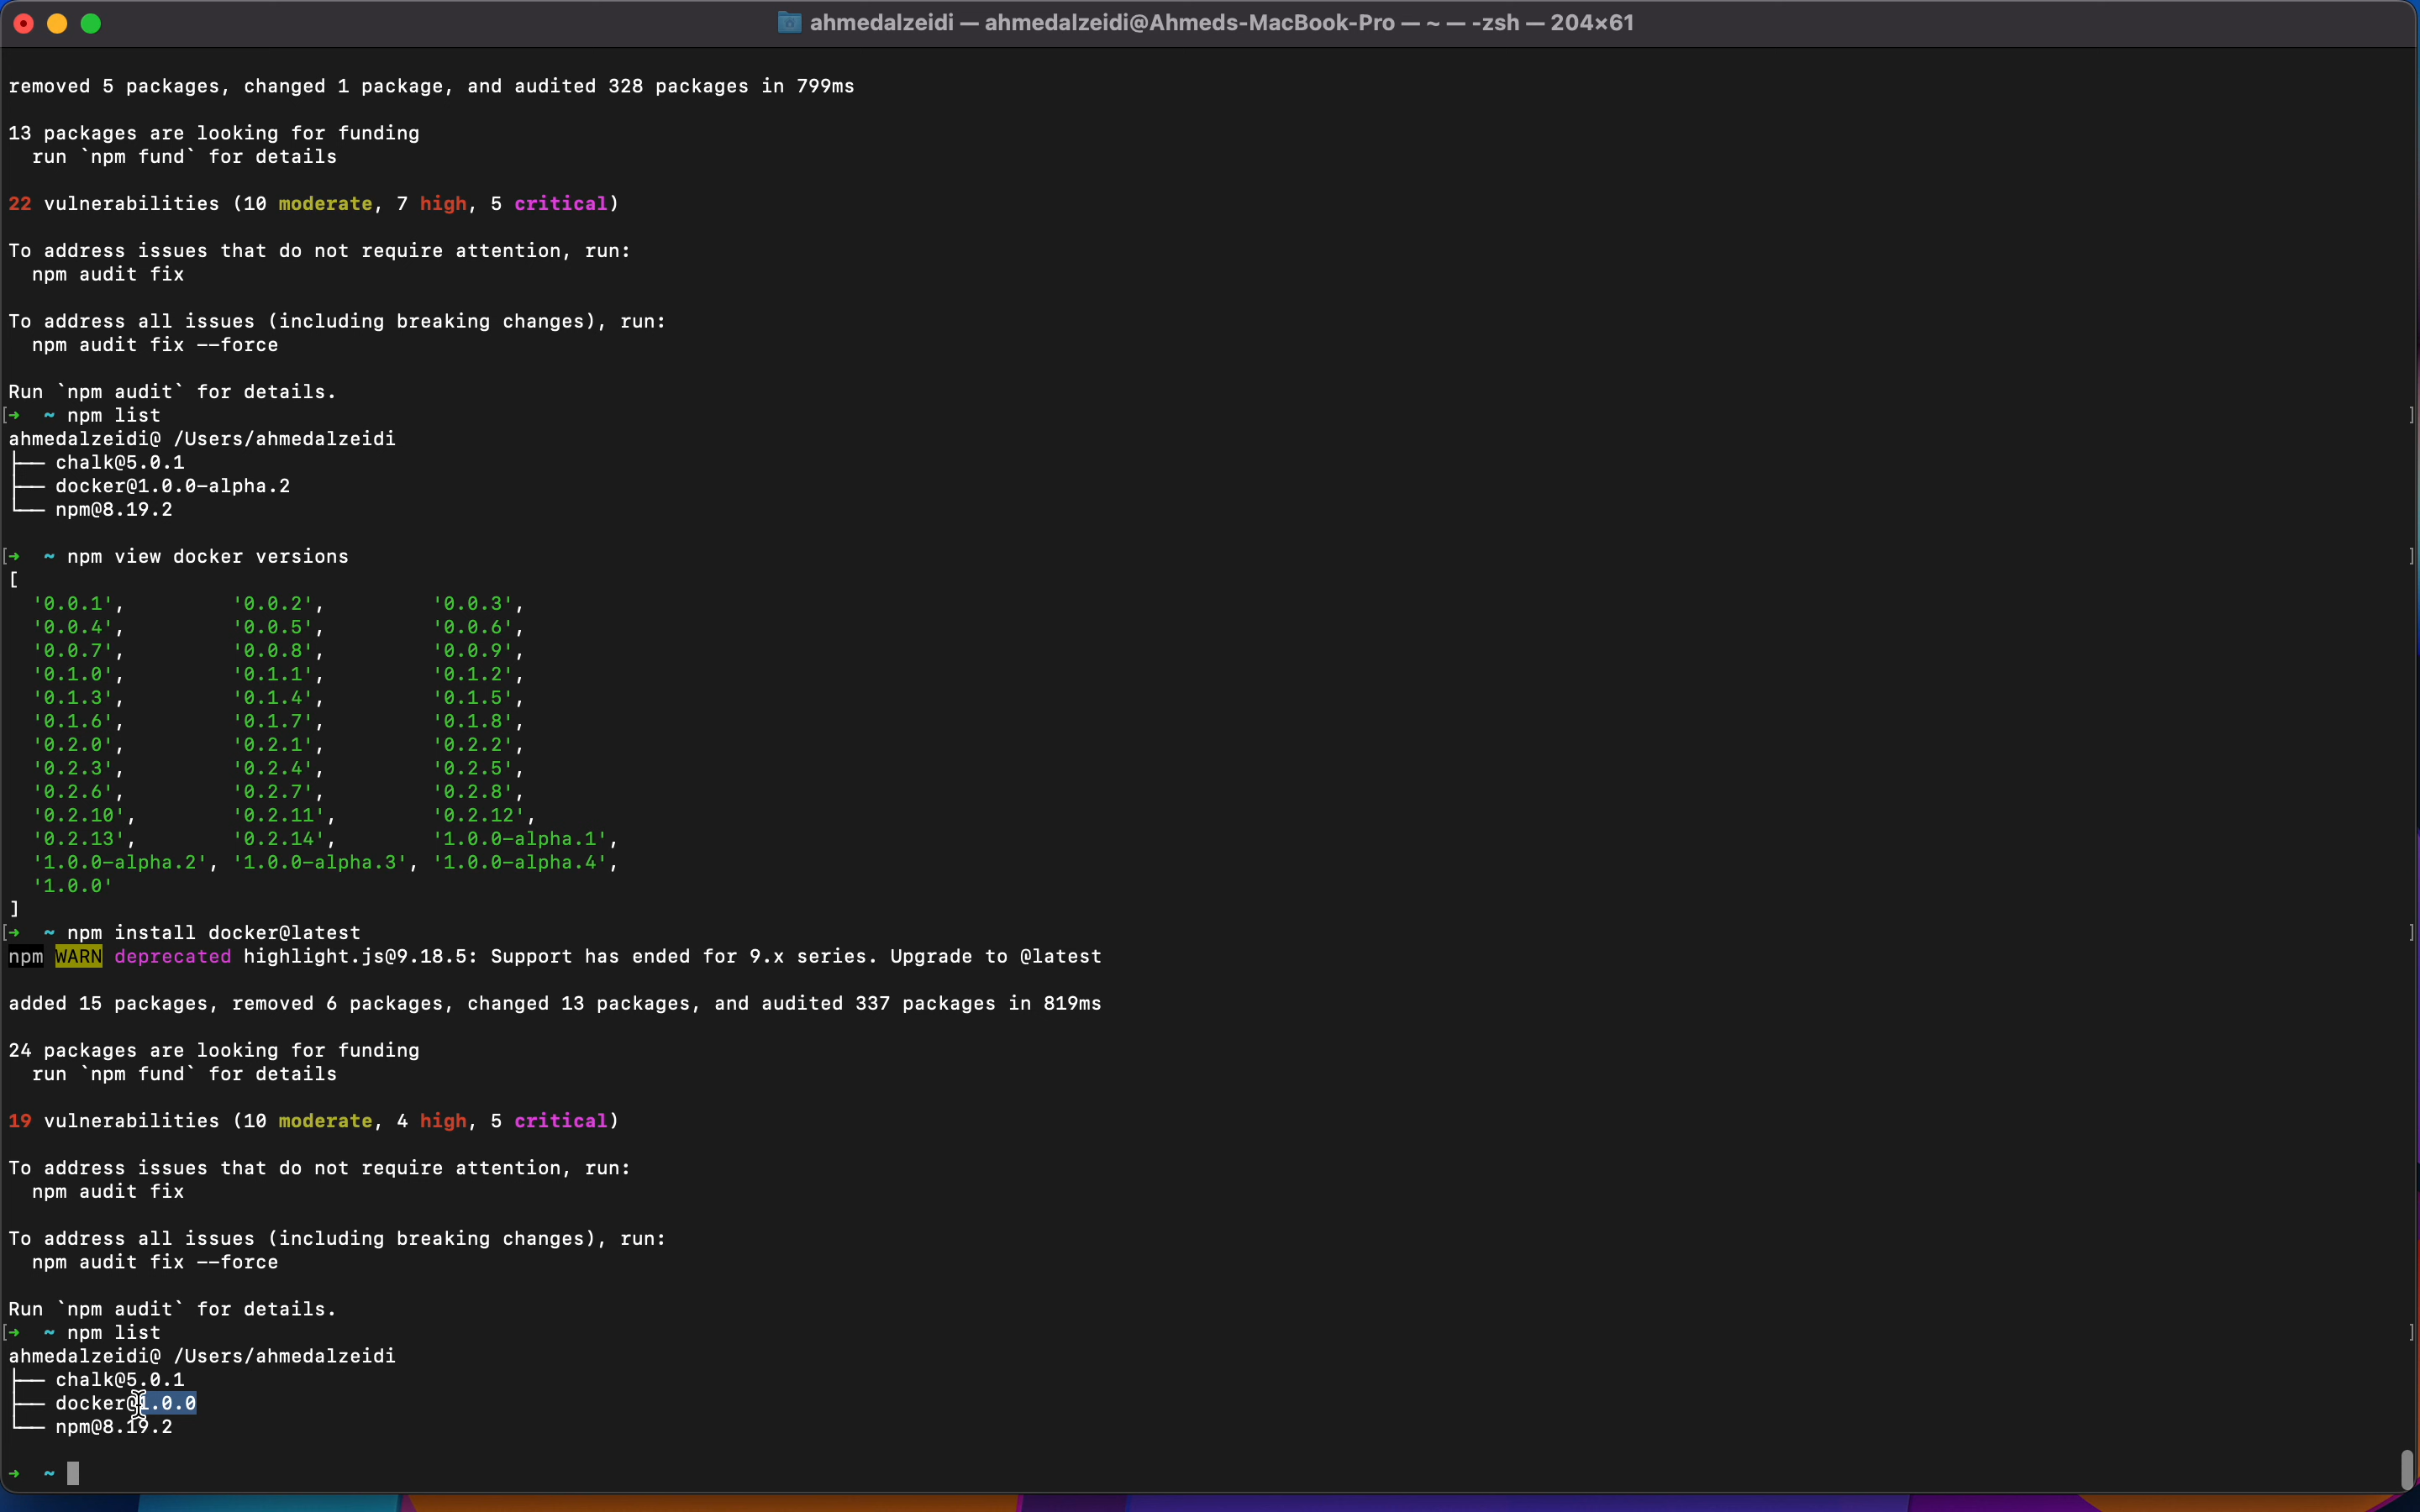 ahmedalzeidi — ahmedalzeidi@Ahmeds-MacBook-Pro — ~ — -zsh — 204×61
removed 5 packages, changed 1 package, and audited 328 packages in 799ms
13 packages are looking for funding
  run `npm fund` for details
22 vulnerabilities (10 moderate, 7 high, 5 critical)
To address issues that do not require attention, run:
  npm audit fix
To address all issues (including breaking changes), run:
  npm audit fix --force
Run `npm audit` for details.
[➜  ~ npm list ]
ahmedalzeidi@ /Users/ahmedalzeidi
├── chalk@5.0.1
├── docker@1.0.0-alpha.2
└── npm@8.19.2
[➜  ~ npm view docker versions ]
[
  '0.0.1',         '0.0.2',         '0.0.3',
  '0.0.4',         '0.0.5',         '0.0.6',
  '0.0.7',         '0.0.8',         '0.0.9',
  '0.1.0',         '0.1.1',         '0.1.2',
  '0.1.3',         '0.1.4',         '0.1.5',
  '0.1.6',         '0.1.7',         '0.1.8',
  '0.2.0',         '0.2.1',         '0.2.2',
  '0.2.3',         '0.2.4',         '0.2.5',
  '0.2.6',         '0.2.7',         '0.2.8',
  '0.2.10',        '0.2.11',        '0.2.12',
  '0.2.13',        '0.2.14',        '1.0.0-alpha.1',
  '1.0.0-alpha.2', '1.0.0-alpha.3', '1.0.0-alpha.4',
  '1.0.0'
]
[➜  ~ npm install docker@latest ]
npm WARN deprecated highlight.js@9.18.5: Support has ended for 9.x series. Upgrade to @latest
added 15 packages, removed 6 packages, changed 13 packages, and audited 337 packages in 819ms
24 packages are looking for funding
  run `npm fund` for details
19 vulnerabilities (10 moderate, 4 high, 5 critical)
To address issues that do not require attention, run:
  npm audit fix
To address all issues (including breaking changes), run:
  npm audit fix --force
Run `npm audit` for details.
[➜  ~ npm list ]
ahmedalzeidi@ /Users/ahmedalzeidi
├── chalk@5.0.1
├── docker@1.0.0
└── npm@8.19.2
➜  ~